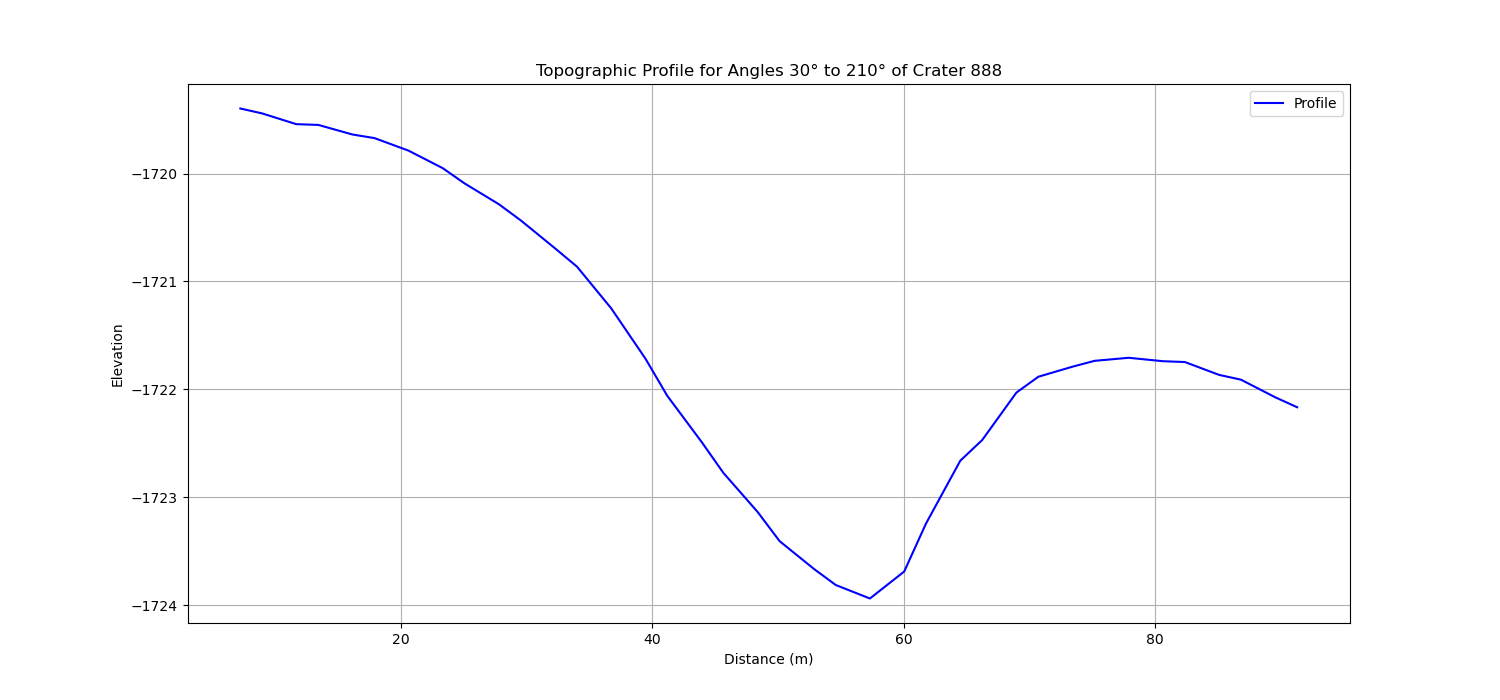 Topographic Profile for Angles 30° to 210° of Crater 888
Profile
−1720
−1721
−1722
−1723
−1724
Elevation
20
40
60
80
Distance (m)